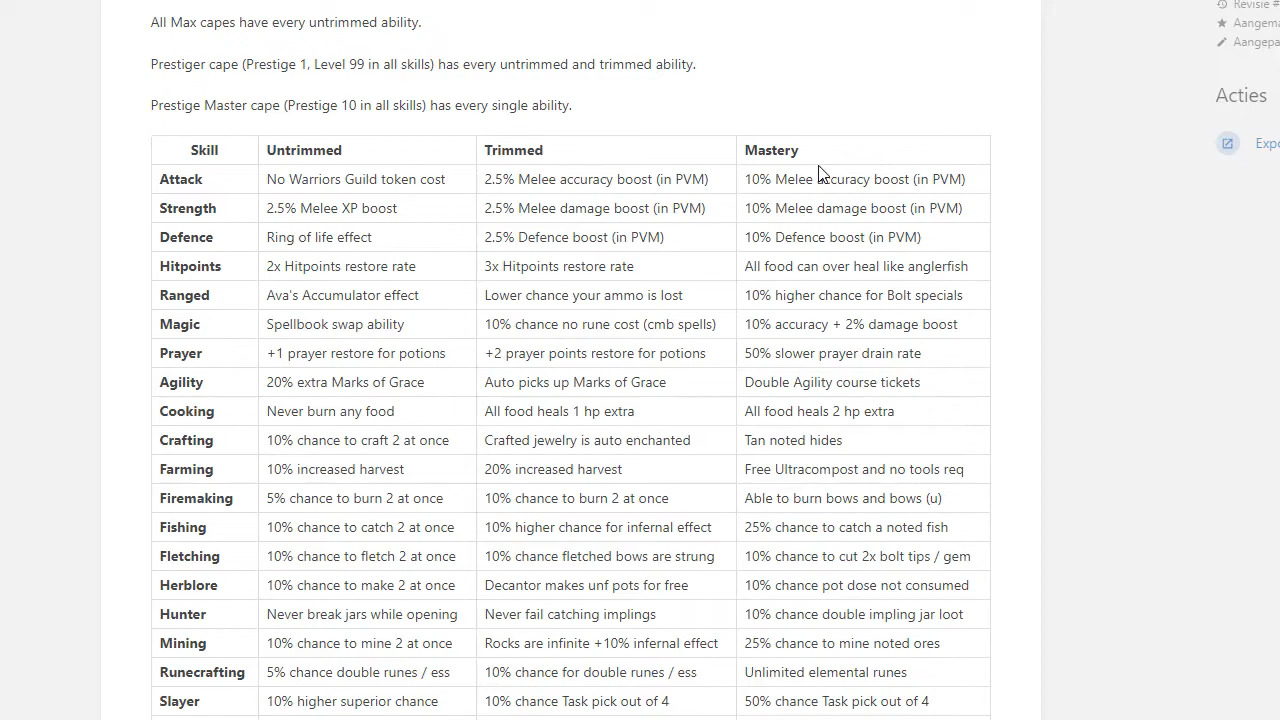 All Max capes have every untrimmed ability.
Prestiger cape (Prestige 1, Level 99 in all skills) has every untrimmed and trimmed ability.
Prestige Master cape (Prestige 10 in all skills) has every single ability.
Skill Untrimmed Trimmed Mastery
Attack No Warriors Guild token cost 2.5% Melee accuracy boost (in PVM) 10% Melee accuracy boost (in PVM)
Strength 2.5% Melee XP boost 2.5% Melee damage boost (in PVM) 10% Melee damage boost (in PVM)
Defence Ring of life effect 2.5% Defence boost (in PVM) 10% Defence boost (in PVM)
Hitpoints 2x Hitpoints restore rate 3x Hitpoints restore rate All food can over heal like anglerfish
Ranged Ava's Accumulator effect Lower chance your ammo is lost 10% higher chance for Bolt specials
Magic Spellbook swap ability 10% chance no rune cost (cmb spells) 10% accuracy + 2% damage boost
Prayer +1 prayer restore for potions +2 prayer points restore for potions 50% slower prayer drain rate
Agility 20% extra Marks of Grace Auto picks up Marks of Grace Double Agility course tickets
Cooking Never burn any food All food heals 1 hp extra All food heals 2 hp extra
Crafting 10% chance to craft 2 at once Crafted jewelry is auto enchanted Tan noted hides
Farming 10% increased harvest 20% increased harvest Free Ultracompost and no tools req
Firemaking 5% chance to burn 2 at once 10% chance to burn 2 at once Able to burn bows and bows (u)
Fishing 10% chance to catch 2 at once 10% higher chance for infernal effect 25% chance to catch a noted fish
Fletching 10% chance to fletch 2 at once 10% chance fletched bows are strung 10% chance to cut 2x bolt tips / gem
Herblore 10% chance to make 2 at once Decantor makes unf pots for free 10% chance pot dose not consumed
Hunter Never break jars while opening Never fail catching implings 10% chance double impling jar loot
Mining 10% chance to mine 2 at once Rocks are infinite +10% infernal effect 25% chance to mine noted ores
Runecrafting 5% chance double runes / ess 10% chance for double runes / ess Unlimited elemental runes
Slayer 10% higher superior chance 10% chance Task pick out of 4 50% chance Task pick out of 4
Revisie #
Aangema
Aangepa
Acties
Expo